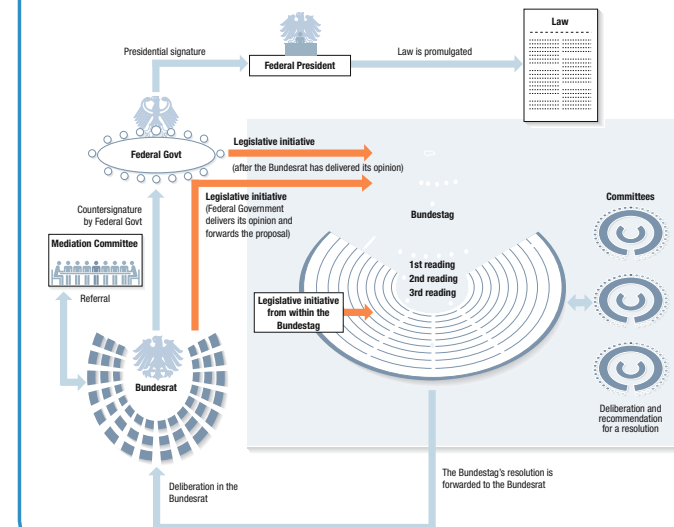 Law
Presidential signature
Federal President
Law is promulgated
Federal Govt
Legislative initiative
(after the Bundesrat has delivered its opinion)
Legislative initiative
(Federal Government
delivers its opinion and
forwards the proposal)
Countersignature
by Federal Govt
Mediation Committee
Referral
Bundesrat
Bundestag
1st reading
2nd reading
3rd reading
Legislative initiative
from within the
Bundestag
Committees
Deliberation and
recommendation
for a resolution
The Bundestag's resolution is
forwarded to the Bundesrat
Deliberation in the
Bundesrat